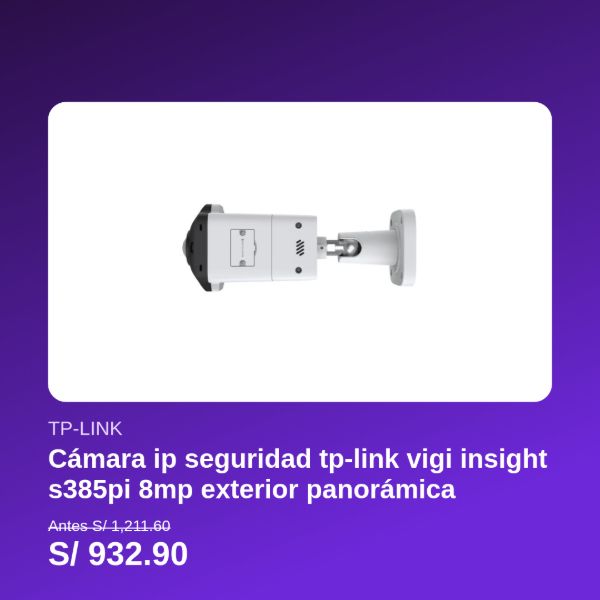 TP-LINK
Cámara ip seguridad tp-link vigi insight
s385pi 8mp exterior panorámica
Antes S/ 1,211.60
S/ 932.90